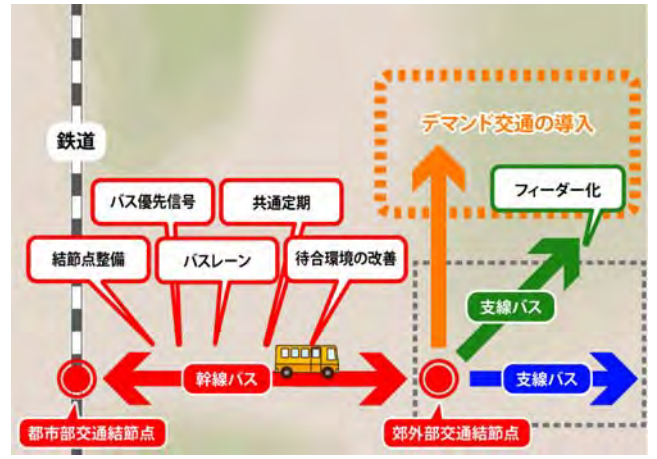 デマンド交通の導入
鉄道
フィーダー化
バス優先信号
共通定期
結節点整備
バスレーン
待合環境の改善
支線バス
幹線バス
支線バス
都市部交通結節点
郊外部交通結節点